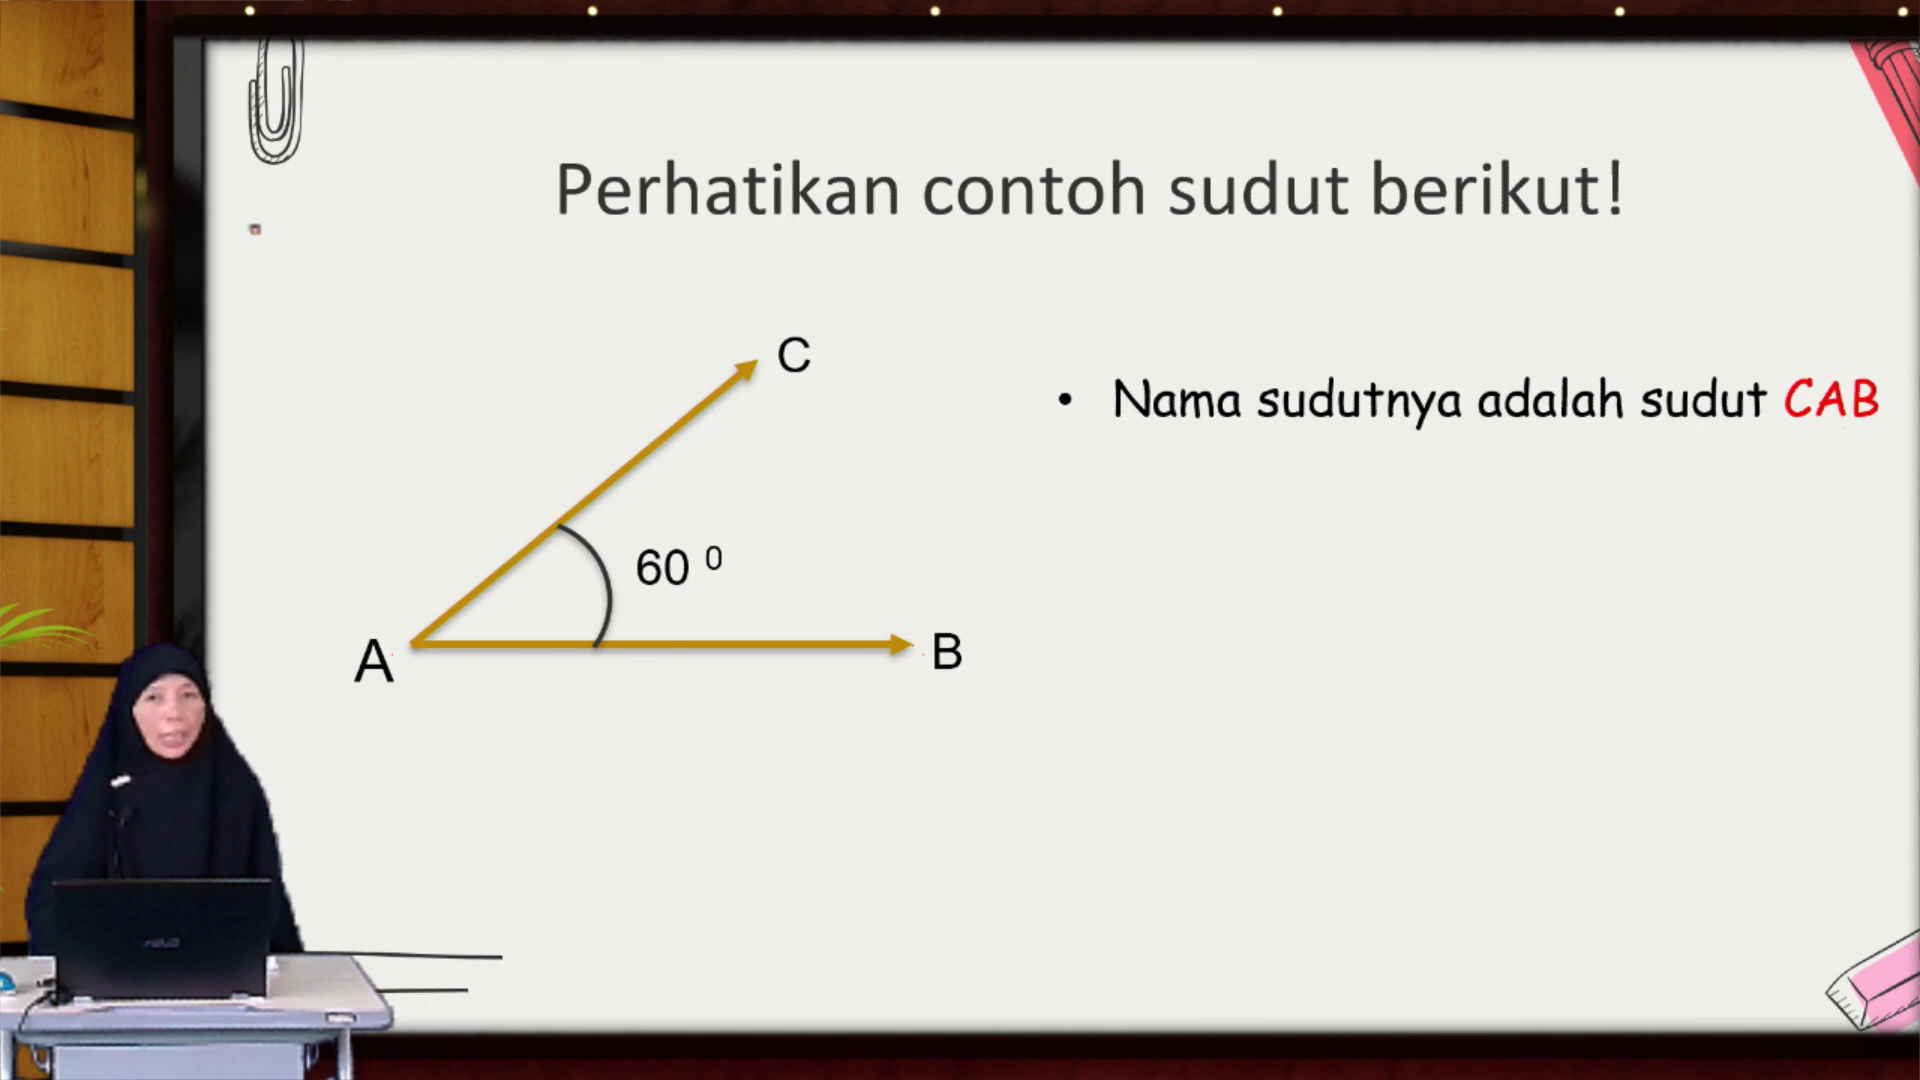 Perhatikan contoh sudut berikut!
C
• Nama sudutnya adalah sudut CAB
60 ⁰
A
B